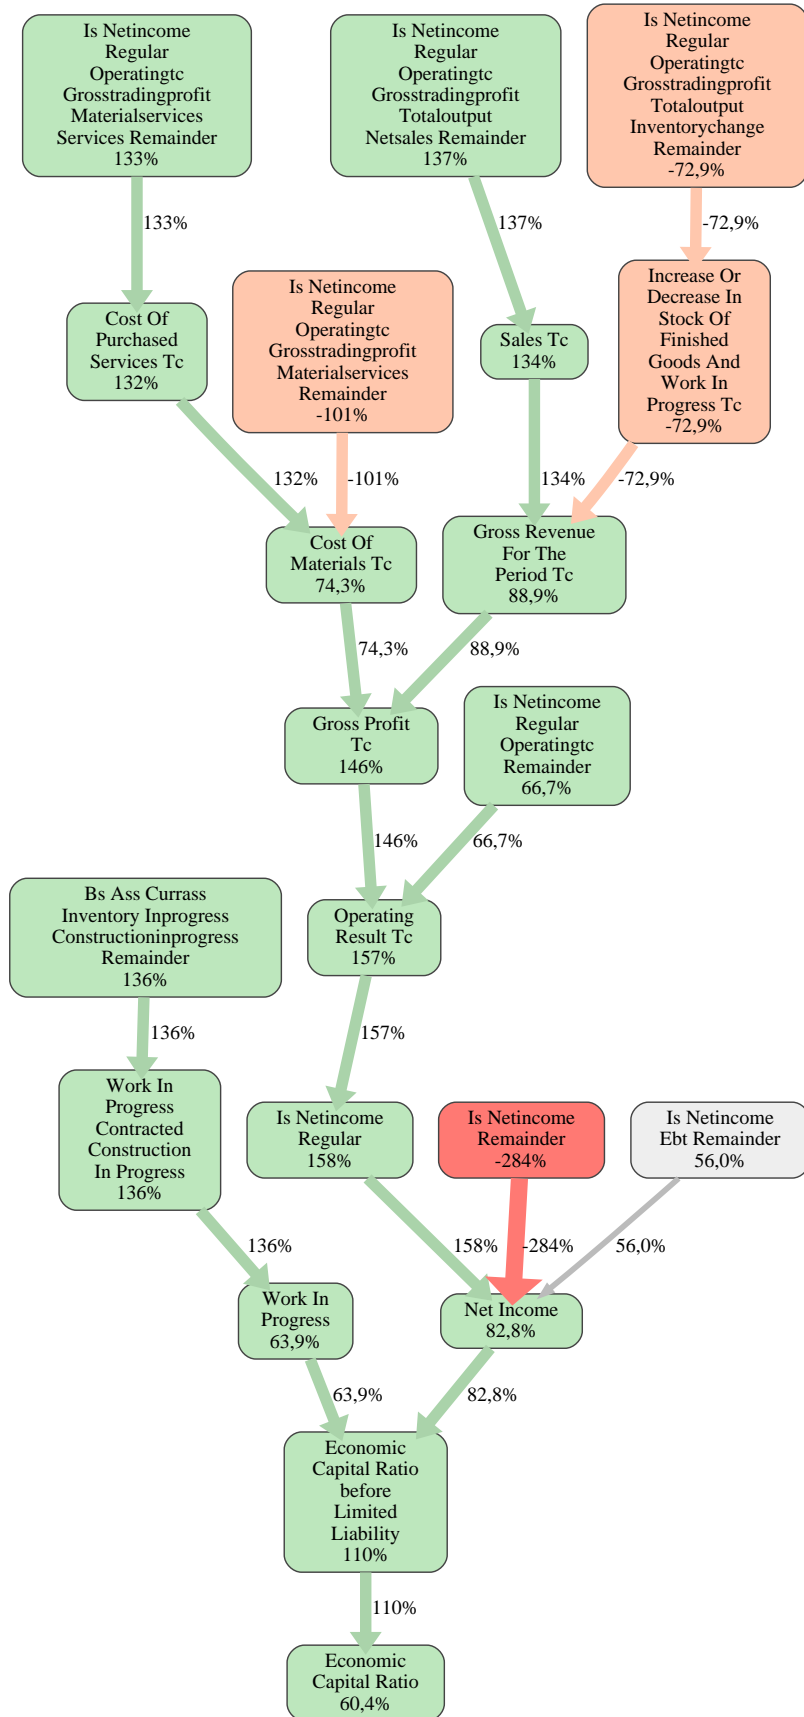 Is Netincome
Regular
Operatingtc
Grosstradingprofit
Materialservices
Services Remainder
133%
Is Netincome
Regular
Operatingtc
Grosstradingprofit
Totaloutput
Netsales Remainder
137%
Is Netincome
Regular
Operatingtc
Grosstradingprofit
Totaloutput
Inventorychange
Remainder
-72,9%
133%
137%
-72,9%
Cost Of
Purchased
Services Tc
132%
Is Netincome
Regular
Operatingtc
Grosstradingprofit
Materialservices
Remainder
-101%
Sales Tc
134%
Increase Or
Decrease In
Stock Of
Finished
Goods And
Work In
Progress Tc
-72,9%
132%
-101%
134%
-72,9%
Cost Of
Materials Tc
74,3%
Gross Revenue
For The
Period Tc
88,9%
74,3%
88,9%
Gross Profit
Tc
146%
Is Netincome
Regular
Operatingtc
Remainder
66,7%
146%
66,7%
Bs Ass Currass
Inventory Inprogress
Constructioninprogress
Remainder
136%
Operating
Result Tc
157%
136%
157%
Work In
Progress
Contracted
Construction
In Progress
136%
Is Netincome
Regular
158%
Is Netincome
Remainder
-284%
Is Netincome
Ebt Remainder
56,0%
136%
158%
-284%
56,0%
Work In
Progress
63,9%
Net Income
82,8%
63,9%
82,8%
Economic
Capital Ratio
before
Limited
Liability
110%
110%
Economic
Capital Ratio
60,4%